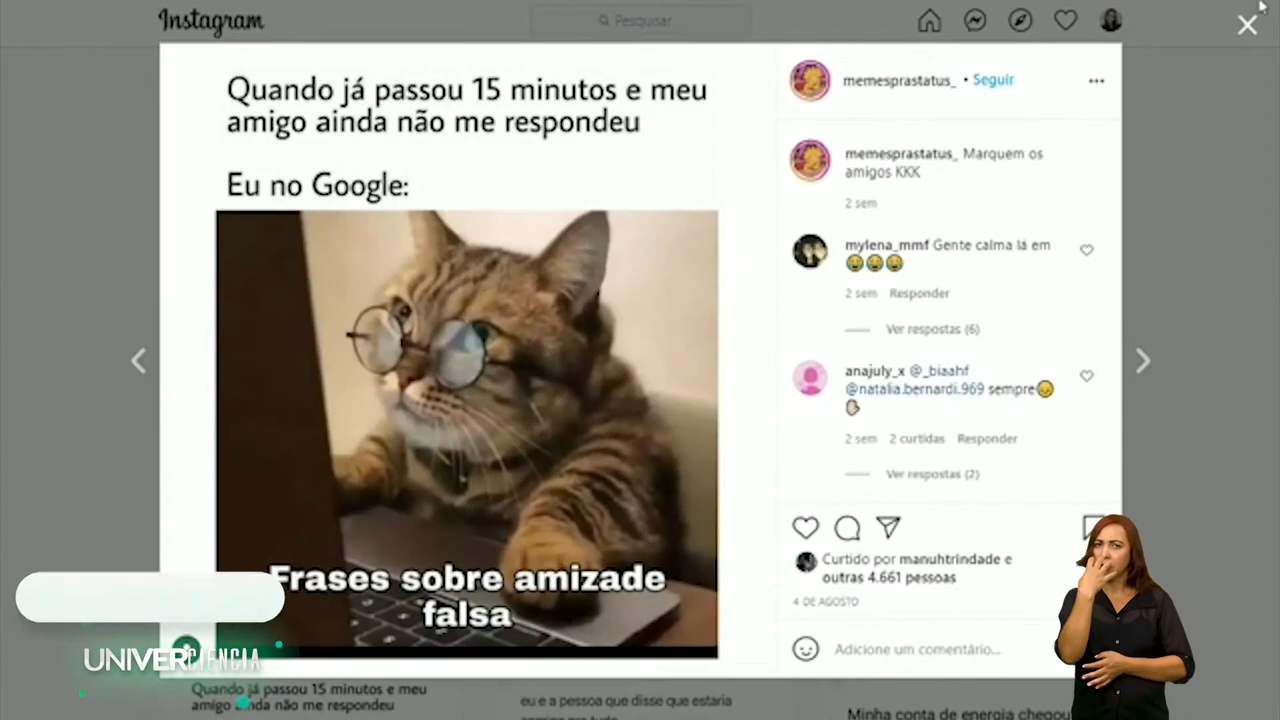 Instagram
Pesquisar
Quando já passou 15 minutos e meu
amigo ainda não me respondeu
Eu no Google:
Frases sobre amizade
falsa
memesprastatus_ • Seguir
memesprastatus_ Marquem os
amigos KKK
2 sem
mylena_mmf Gente calma lá em
😂😂😂
2 sem Responder
Ver respostas (6)
anajuly_x @_biaahf
@natalia.bernardi.969 sempre
2 sem 2 curtidas Responder
Ver respostas (2)
Curtido por manuhtrindade e
outras 4.661 pessoas
4 DE AGOSTO
Adicione um comentário...
UNIVERCIÊNCIA
Quando já passou 15 minutos e meu
amigo ainda não me respondeu
eu e a pessoa que disse que estaria
Minha conta de energia chegou